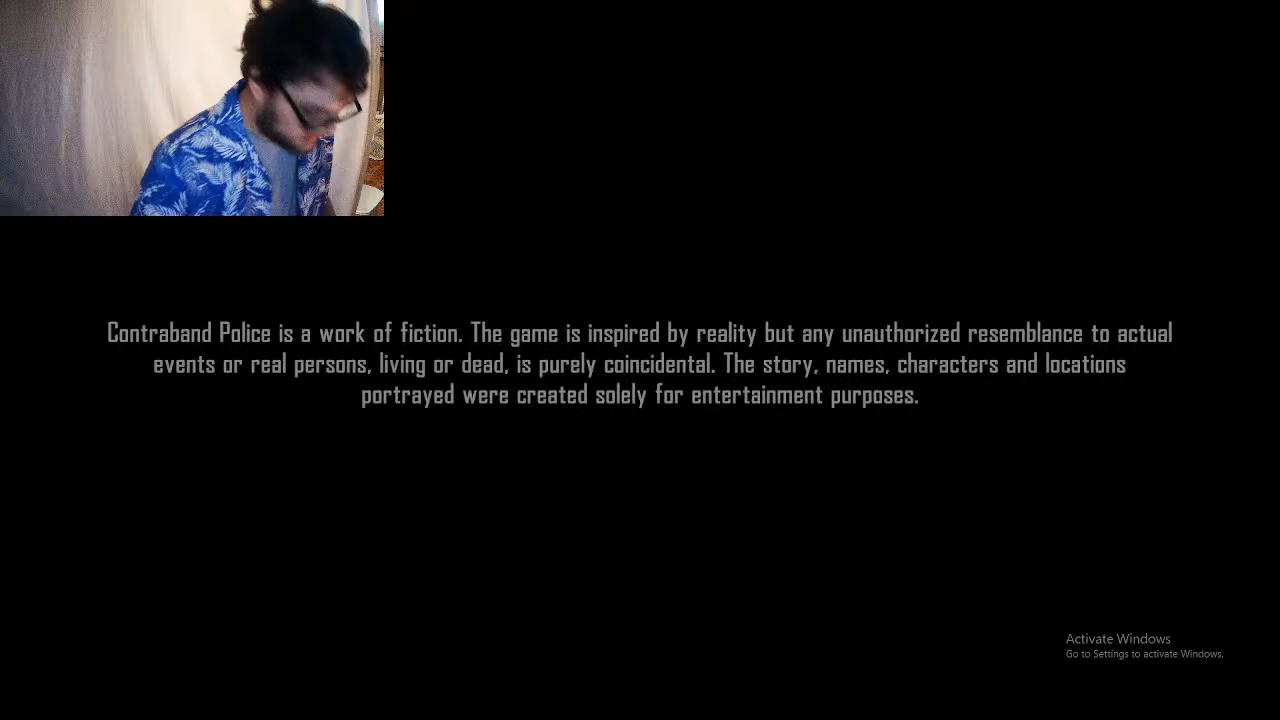 Contraband Police is a work of fiction. The game is inspired by reality but any unauthorized resemblance to actual
events or real persons, living or dead, is purely coincidental. The story, names, characters and locations
portrayed were created solely for entertainment purposes.
Activate Windows
Go to Settings to activate Windows.